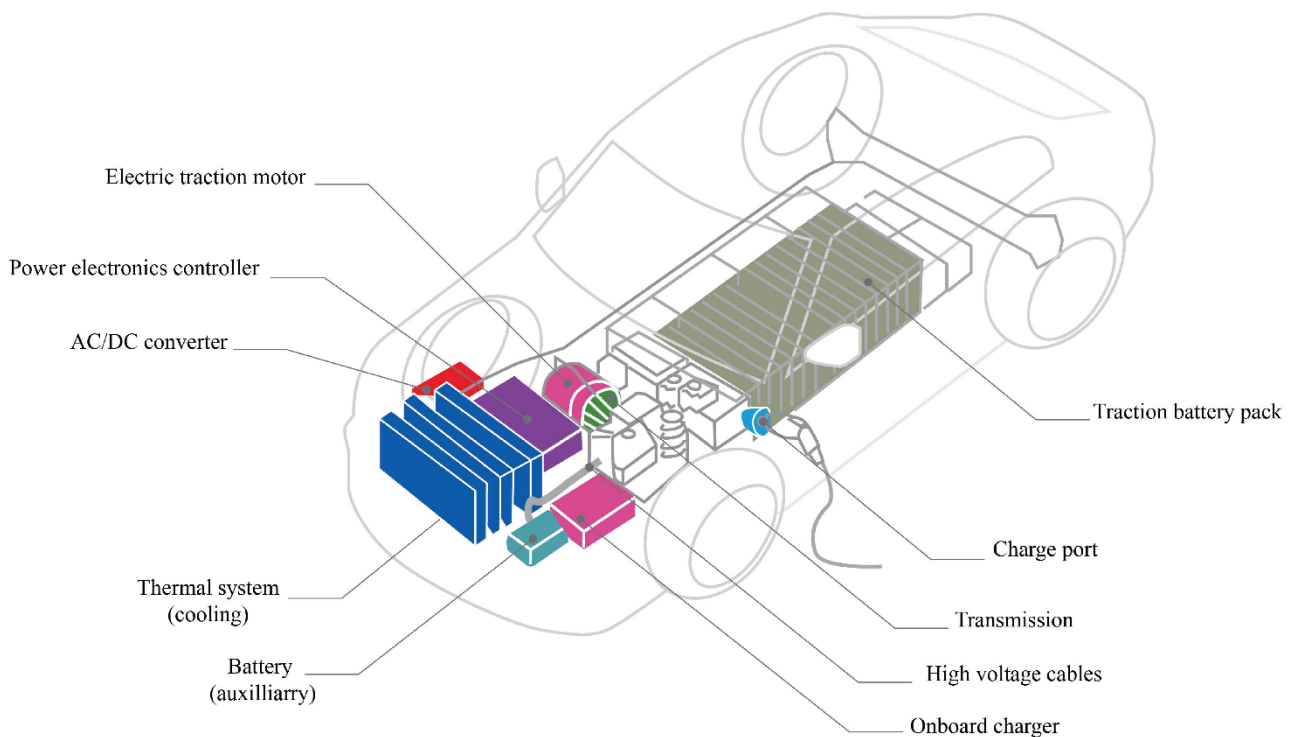 Electric traction motor
Power electronics controller
AC/DC converter
Traction battery pack
Charge port
Thermal system
(cooling)
Transmission
Battery
(auxilliarry)
High voltage cables
Onboard charger